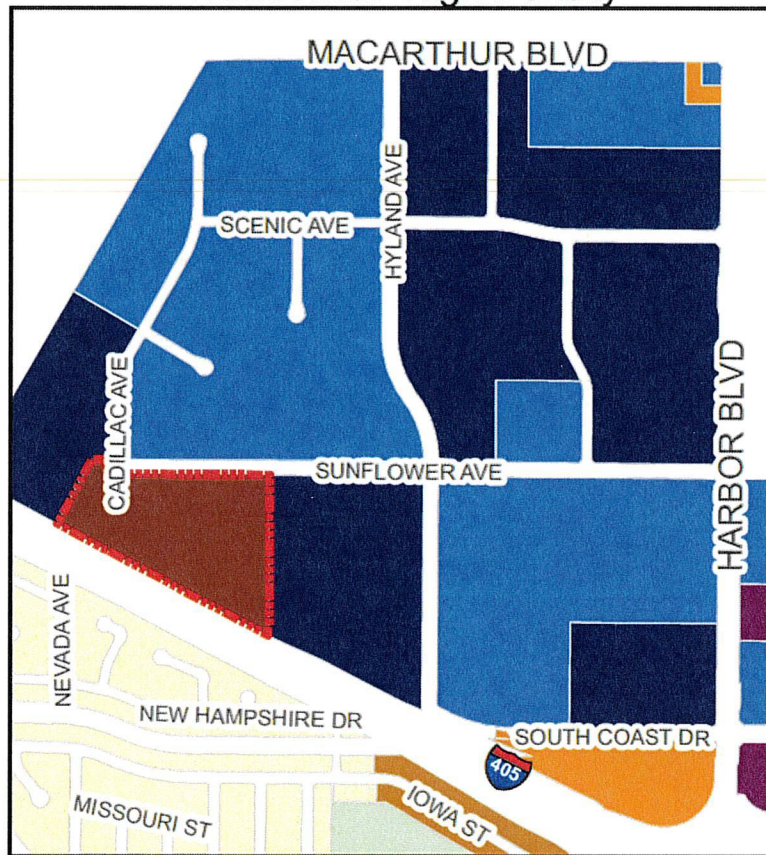 MACARTHUR BLVD
HYLAND AVE
SCENIC AVE
HARBOR BLVD
CADILLAC AVE
SUNFLOWER AVE
NEVADA AVE
NEW HAMPSHIRE DR
SOUTH COAST DR
405
IOWA ST
MISSOURI ST